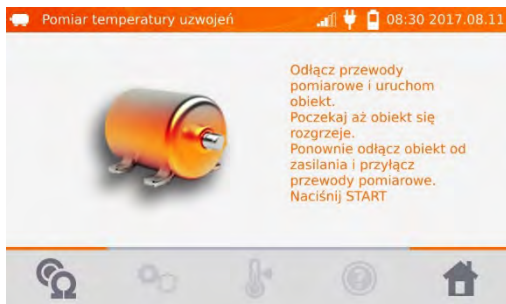 Pomiar temperatury uzwojeń
08:30 2017.08.11
Odłącz przewody
pomiarowe i uruchom
obiekt.
Poczekaj aż obiekt się
rozgrzeje.
Ponownie odłącz obiekt od
zasilania i przyłącz
przewody pomiarowe.
Naciśnij START